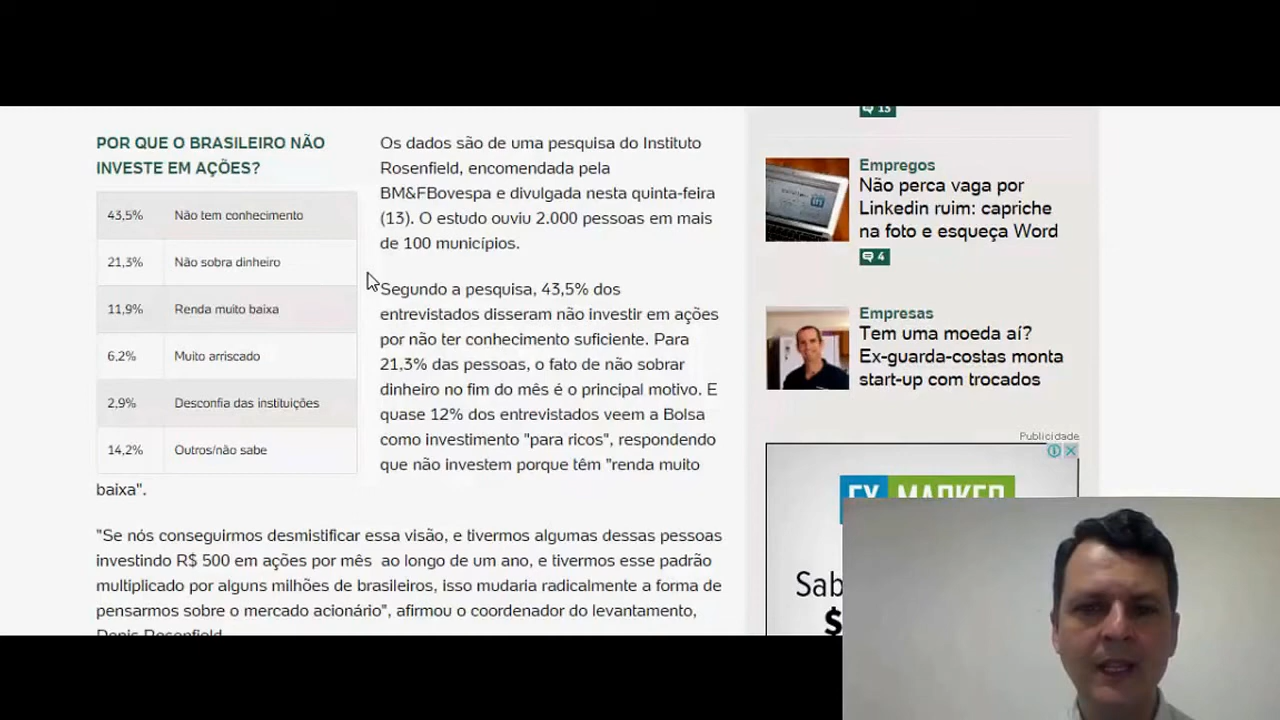 POR QUE O BRASILEIRO NÃO
INVESTE EM AÇÕES?
43,5% Não tem conhecimento
21,3% Não sobra dinheiro
11,9% Renda muito baixa
6,2% Muito arriscado
2,9% Desconfia das instituições
14,2% Outros/não sabe
Os dados são de uma pesquisa do Instituto
Rosenfield, encomendada pela
BM&FBovespa e divulgada nesta quinta-feira
(13). O estudo ouviu 2.000 pessoas em mais
de 100 municípios.
Segundo a pesquisa, 43,5% dos
entrevistados disseram não investir em ações
por não ter conhecimento suficiente. Para
21,3% das pessoas, o fato de não sobrar
dinheiro no fim do mês é o principal motivo. E
quase 12% dos entrevistados veem a Bolsa
como investimento "para ricos", respondendo
que não investem porque têm "renda muito
baixa".
"Se nós conseguirmos desmistificar essa visão, e tivermos algumas dessas pessoas
investindo R$ 500 em ações por mês ao longo de um ano, e tivermos esse padrão
multiplicado por alguns milhões de brasileiros, isso mudaria radicalmente a forma de
pensarmos sobre o mercado acionário", afirmou o coordenador do levantamento,
Denis Rosenfield
13
Empregos
Não perca vaga por
Linkedin ruim: capriche
na foto e esqueça Word
4
Empresas
Tem uma moeda aí?
Ex-guarda-costas monta
start-up com trocados
Publicidade
Sab
$